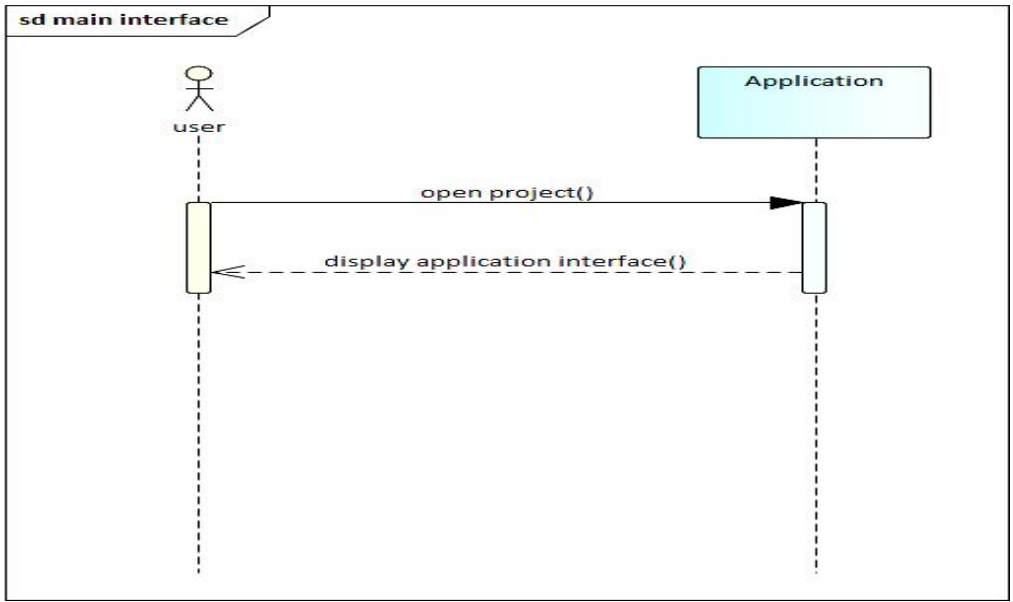 sd main interface
Application
user
open project()
display application interface()